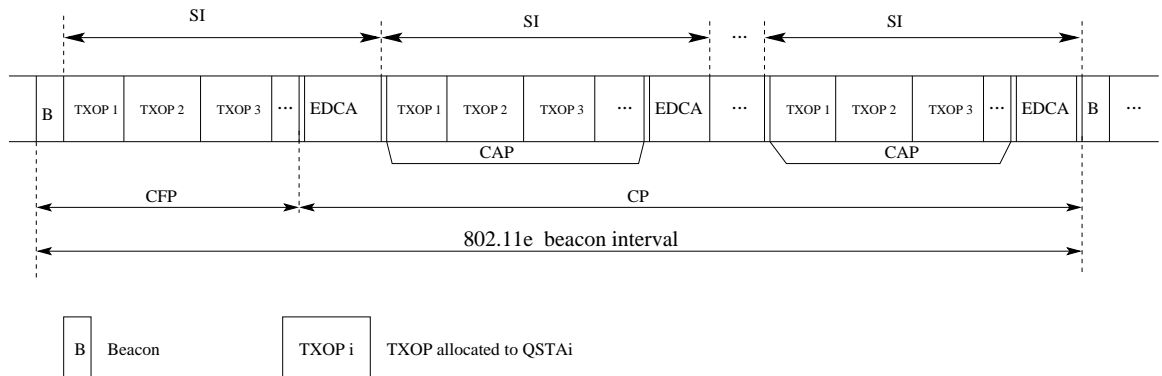 SI SI ... SI
B TXOP 1 TXOP 2 TXOP 3 ... EDCA TXOP 1 TXOP 2 TXOP 3 ... EDCA ... TXOP 1 TXOP 2 TXOP 3 ... EDCA B ...
CAP CAP
CFP CP
802.11e beacon interval
B Beacon TXOP i TXOP allocated to QSTAi